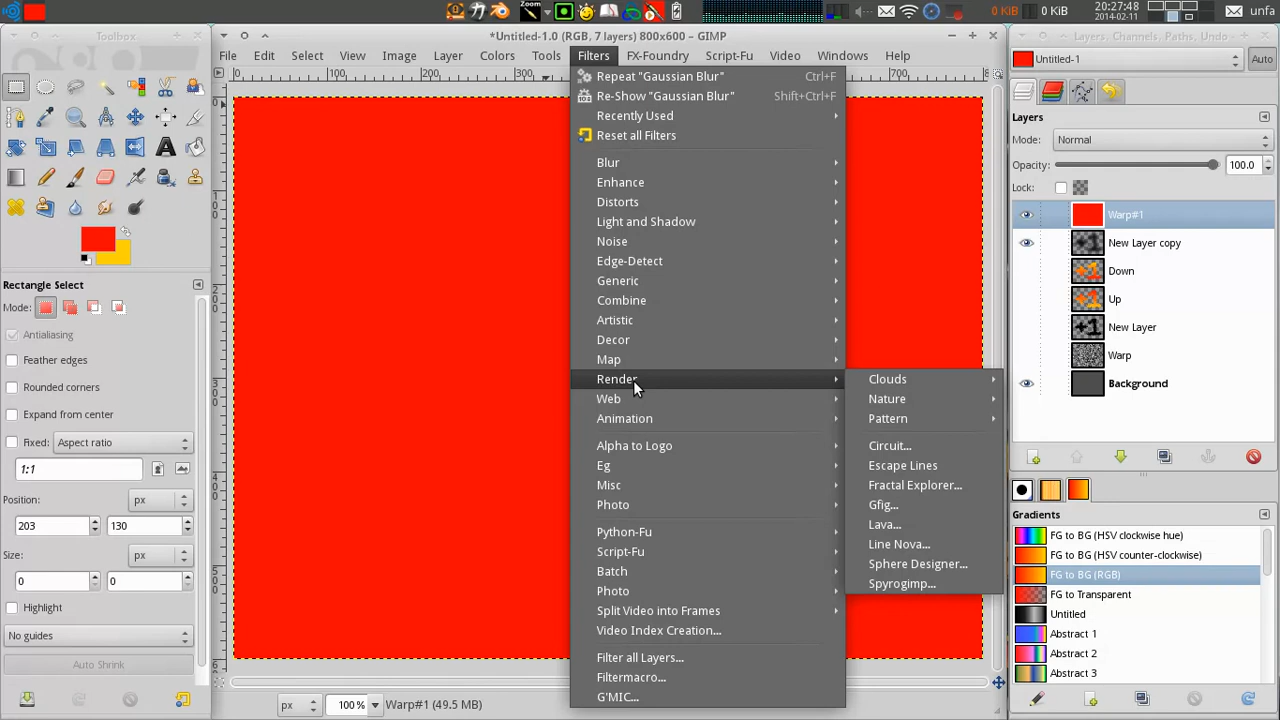 Zoom
0 KiB
0 KiB
20:27:48
2014-02-11
unfa
Toolbox
*Untitled-1.0 (RGB, 7 layers) 800x600 – GIMP
Layers, Channels, Paths, Undo
File Edit Select View Image Layer Colors Tools Filters FX-Foundry Script-Fu Video Windows Help
Untitled-1
Auto
0 100 200 300 700
Repeat "Gaussian Blur" Ctrl+F
Re-Show "Gaussian Blur" Shift+Ctrl+F
Recently Used
Reset all Filters
Blur
Enhance
Distorts
Light and Shadow
Noise
Edge-Detect
Generic
Combine
Artistic
Decor
Map
Render
Web
Animation
Alpha to Logo
Eg
Misc
Photo
Python-Fu
Script-Fu
Batch
Photo
Split Video into Frames
Video Index Creation...
Filter all Layers...
Filtermacro...
G'MIC...
Clouds
Nature
Pattern
Circuit...
Escape Lines
Fractal Explorer...
Gfig...
Lava...
Line Nova...
Sphere Designer...
Spyrogimp...
Rectangle Select
Mode:
Antialiasing
Feather edges
Rounded corners
Expand from center
Fixed: Aspect ratio
1:1
Position: px
203 130
Size: px
0 0
Highlight
No guides
Auto Shrink
px 100% Warp#1 (49.5 MB)
Layers
Mode: Normal
Opacity: 100.0
Lock:
Warp#1
New Layer copy
Down
Up
New Layer
Warp
Background
Gradients
FG to BG (HSV clockwise hue)
FG to BG (HSV counter-clockwise)
FG to BG (RGB)
FG to Transparent
Untitled
Abstract 1
Abstract 2
Abstract 3